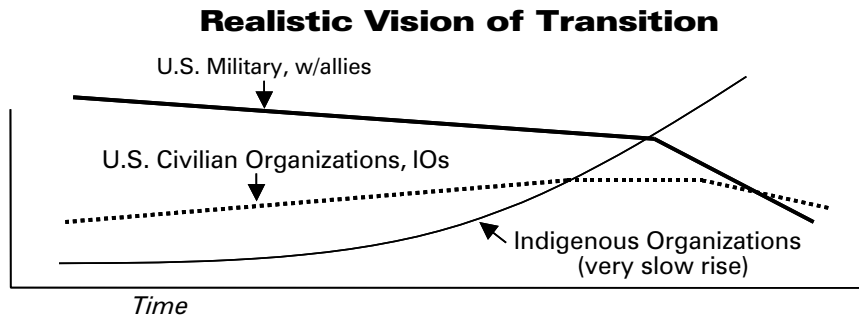 Realistic Vision of Transition
U.S. Military, w/allies
U.S. Civilian Organizations, IOs
Indigenous Organizations
(very slow rise)
Time